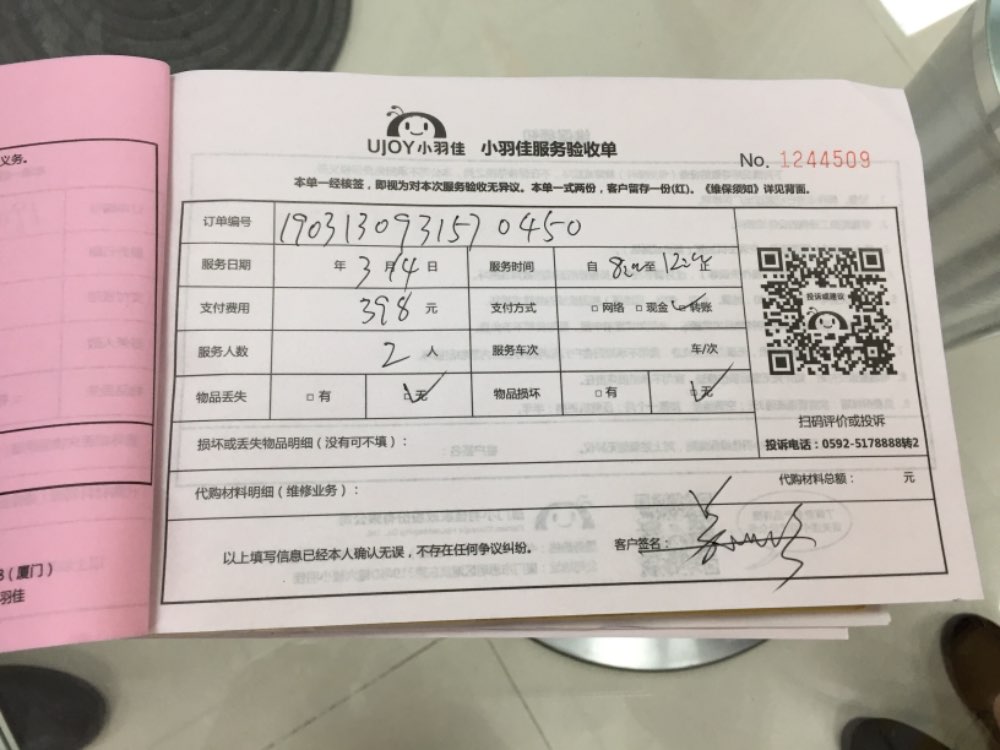 义务。
UJOY小羽佳 小羽佳服务验收单
No. 1244509
本单一经核签，即视为对本次服务验收无异议。本单一式两份，客户留存一份(红)。《维保须知》详见背面。
订单编号 190313093157 0450
服务日期 年 3 月 14 日 服务时间 自 8:00 至 12:00 止
支付费用 398 元 支付方式 □ 网络 □ 现金 ☑ 转账
投诉或建议
服务人数 2 人 服务车次 车/次
物品丢失 □ 有 ☑ 无 物品损坏 □ 有 ☑ 无
扫码评价或投诉
投诉电话：0592-5178888转2
损坏或丢失物品明细（没有可不填）：
代购材料明细（维修业务）： 代购材料总额： 元
以上填写信息已经本人确认无误，不存在任何争议纠纷。 客户签名：
（厦门）
羽佳